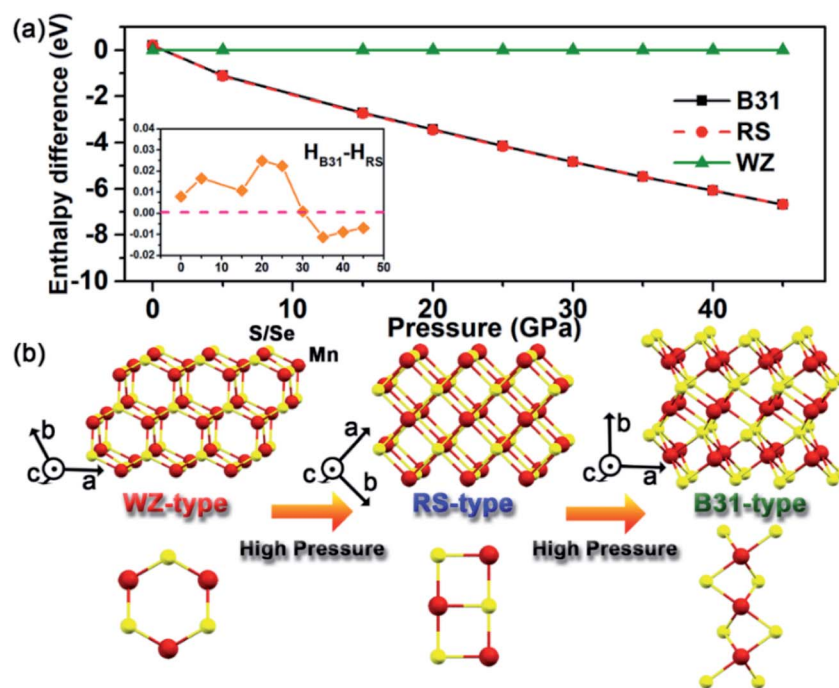 (a)
Enthalpy difference (eV)
0
-2
-4
-6
-8
-10
B31
RS
WZ
0.04
0.03
0.02
0.01
0.00
-0.01
-0.02
H_B31-H_RS
0 10 20 30 40 50
0 10 20 30 40
Pressure (GPa)
(b)
S/Se
Mn
b
c
a
WZ-type
High Pressure
a
c
b
RS-type
High Pressure
b
c
a
B31-type